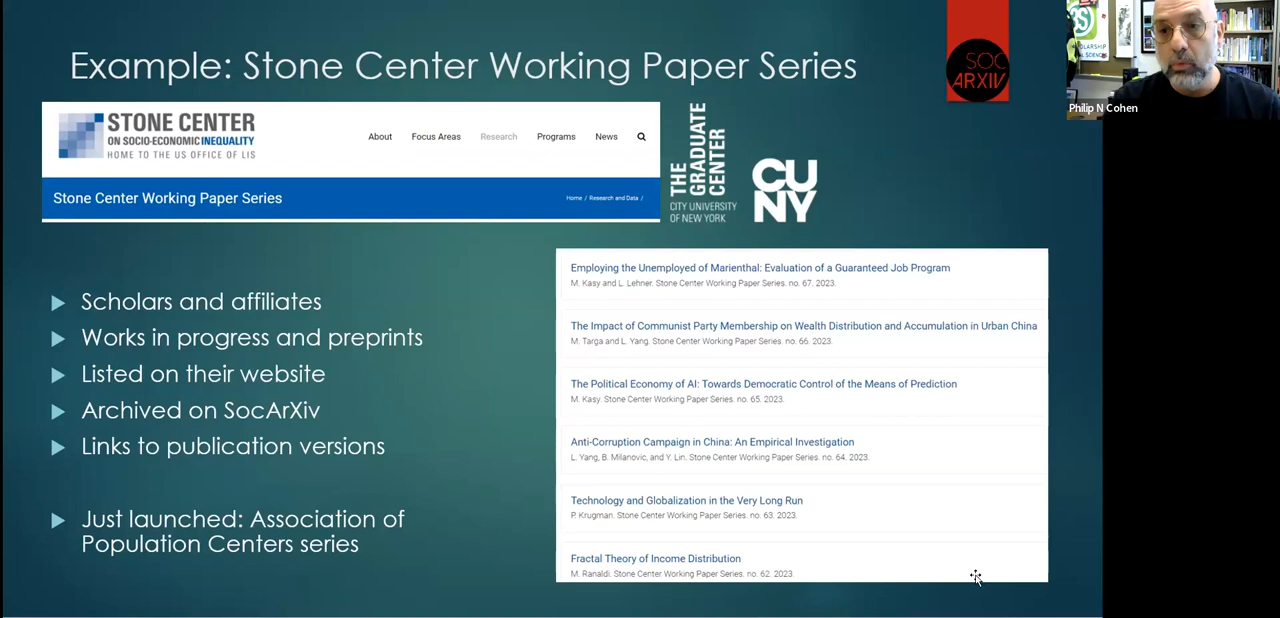 Example: Stone Center Working Paper Series
SOC
ARXIV
SCHOLARSHIP
Philip N Cohen
STONE CENTER
ON SOCIO-ECONOMIC INEQUALITY
HOME TO THE US OFFICE OF LIS
About Focus Areas Research Programs News
Stone Center Working Paper Series
Home / Research and Data /
THE
GRADUATE
CENTER
CITY UNIVERSITY
OF NEW YORK
CU
NY
Scholars and affiliates
Works in progress and preprints
Listed on their website
Archived on SocArXiv
Links to publication versions
Just launched: Association of
Population Centers series
Employing the Unemployed of Marienthal: Evaluation of a Guaranteed Job Program
M. Kasy and L. Lehner. Stone Center Working Paper Series. no. 67. 2023.
The Impact of Communist Party Membership on Wealth Distribution and Accumulation in Urban China
M. Targa and L. Yang. Stone Center Working Paper Series. no. 66. 2023.
The Political Economy of AI: Towards Democratic Control of the Means of Prediction
M. Kasy. Stone Center Working Paper Series. no. 65. 2023.
Anti-Corruption Campaign in China: An Empirical Investigation
L. Yang, B. Milanovic, and Y. Lin. Stone Center Working Paper Series. no. 64. 2023.
Technology and Globalization in the Very Long Run
P. Krugman. Stone Center Working Paper Series. no. 63. 2023.
Fractal Theory of Income Distribution
M. Ranaldi. Stone Center Working Paper Series. no. 62. 2023.